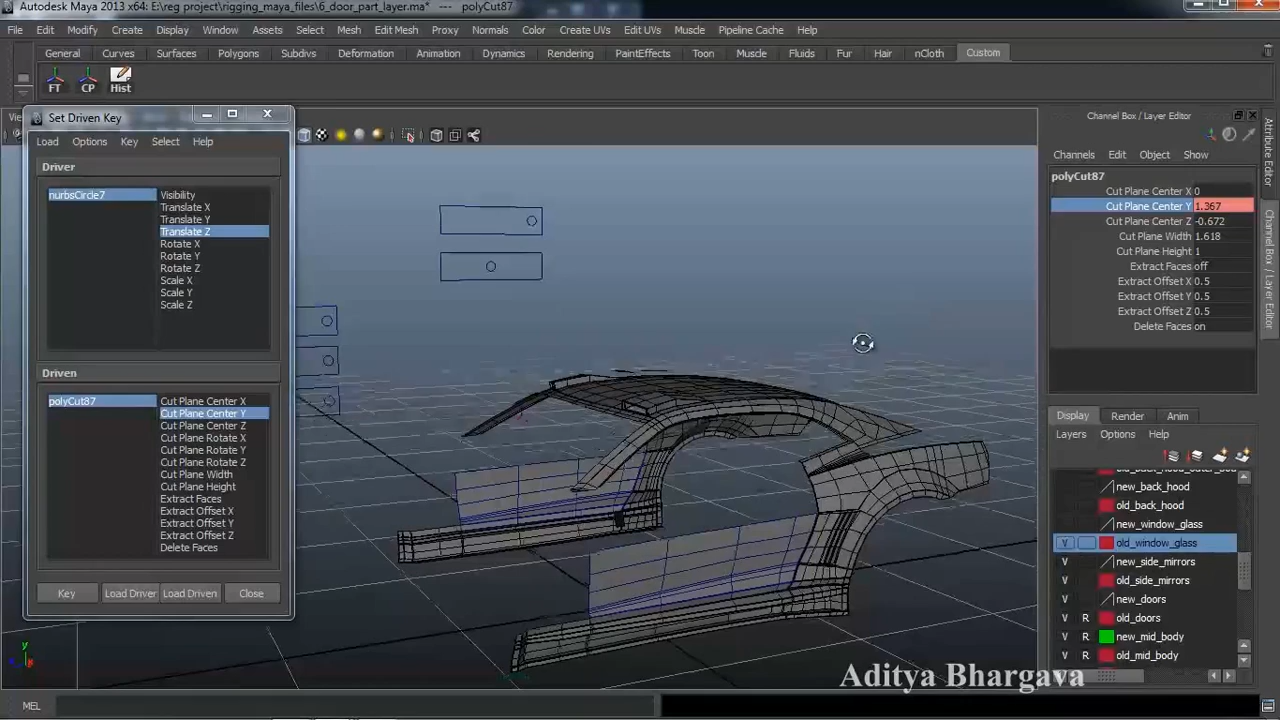 Autodesk Maya 2013 x64: E:\reg project\rigging_maya_files\6_door_part_layer.ma* --- polyCut87
File Edit Modify Create Display Window Assets Select Mesh Edit Mesh Proxy Normals Color Create UVs Edit UVs Muscle Pipeline Cache Help
General Curves Surfaces Polygons Subdivs Deformation Animation Dynamics Rendering PaintEffects Toon Muscle Fluids Fur Hair nCloth Custom
FT CP Hist
Set Driven Key
Load Options Key Select Help
Driver
nurbsCircle7
Visibility
Translate X
Translate Y
Translate Z
Rotate X
Rotate Y
Rotate Z
Scale X
Scale Y
Scale Z
Driven
polyCut87
Cut Plane Center X
Cut Plane Center Y
Cut Plane Center Z
Cut Plane Rotate X
Cut Plane Rotate Y
Cut Plane Rotate Z
Cut Plane Width
Cut Plane Height
Extract Faces
Extract Offset X
Extract Offset Y
Extract Offset Z
Delete Faces
Key Load Driver Load Driven Close
Channel Box / Layer Editor
Channels Edit Object Show
polyCut87
Cut Plane Center X 0
Cut Plane Center Y 1.367
Cut Plane Center Z -0.672
Cut Plane Width 1.618
Cut Plane Height 1
Extract Faces off
Extract Offset X 0.5
Extract Offset Y 0.5
Extract Offset Z 0.5
Delete Faces on
Display Render Anim
Layers Options Help
new_back_hood
old_back_hood
new_window_glass
V old_window_glass
V new_side_mirrors
V old_side_mirrors
V new_doors
V R old_doors
V R new_mid_body
V R old_mid_body
Attribute Editor
Channel Box / Layer Editor
y
Aditya Bhargava
MEL